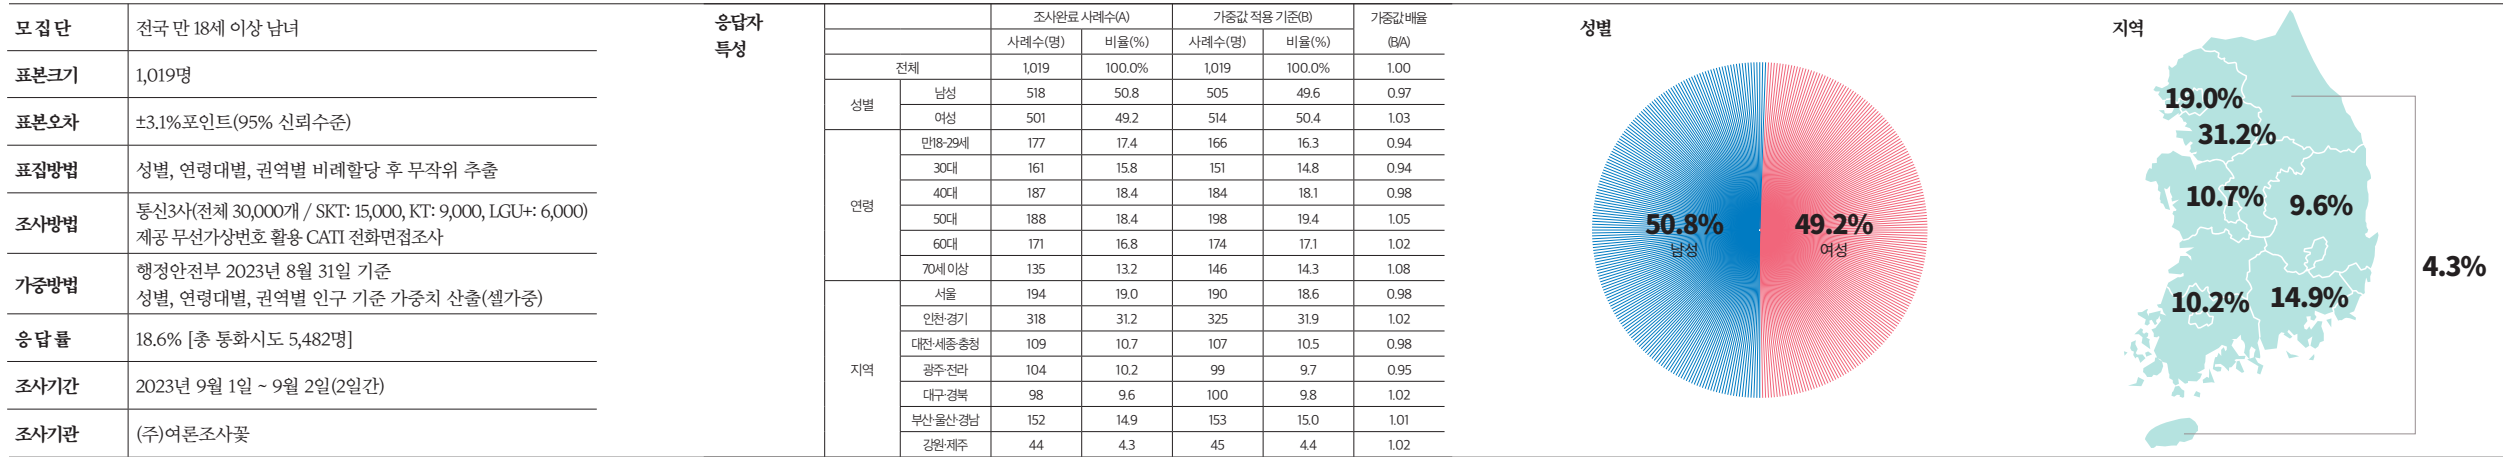 모집단 전국 만 18세 이상 남녀
표본크기 1,019명
표본오차 ±3.1%포인트(95% 신뢰수준)
표집방법 성별, 연령대별, 권역별 비례할당 후 무작위 추출
조사방법 통신3사(전체 30,000개 / SKT: 15,000, KT: 9,000, LGU+: 6,000)
제공 무선가상번호 활용 CATI 전화면접조사
가중방법 행정안전부 2023년 8월 31일 기준
성별, 연령대별, 권역별 인구 기준 가중치 산출(셀가중)
응답률 18.6% [총 통화시도 5,482명]
조사기간 2023년 9월 1일 ~ 9월 2일(2일간)
조사기관 (주)여론조사꽃
응답자
특성
조사완료 사례수(A) 가중값 적용 기준(B) 가중값 배율
사례수(명) 비율(%) 사례수(명) 비율(%) (B/A)
전체 1,019 100.0% 1,019 100.0% 1.00
성별 남성 518 50.8 505 49.6 0.97
여성 501 49.2 514 50.4 1.03
연령 만18-29세 177 17.4 166 16.3 0.94
30대 161 15.8 151 14.8 0.94
40대 187 18.4 184 18.1 0.98
50대 188 18.4 198 19.4 1.05
60대 171 16.8 174 17.1 1.02
70세 이상 135 13.2 146 14.3 1.08
지역 서울 194 19.0 190 18.6 0.98
인천·경기 318 31.2 325 31.9 1.02
대전·세종·충청 109 10.7 107 10.5 0.98
광주·전라 104 10.2 99 9.7 0.95
대구·경북 98 9.6 100 9.8 1.02
부산·울산·경남 152 14.9 153 15.0 1.01
강원·제주 44 4.3 45 4.4 1.02
성별
50.8%
남성
49.2%
여성
지역
19.0%
31.2%
10.7%
9.6%
4.3%
10.2%
14.9%